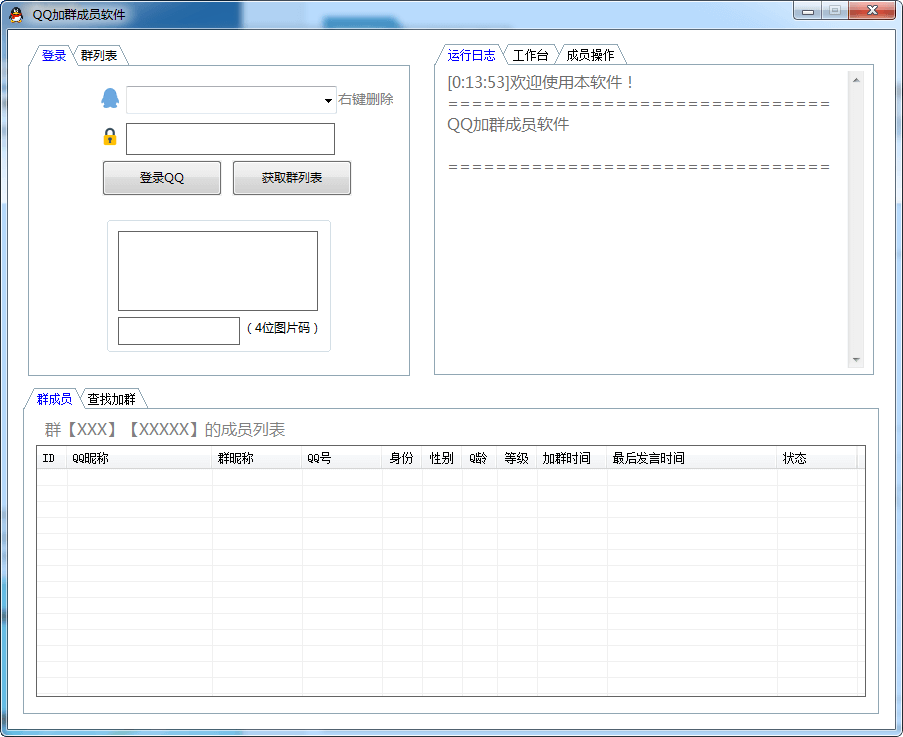 QQ加群成员软件
登录 群列表
右键删除
登录QQ 获取群列表
（4位图片码）
运行日志 工作台 成员操作
[0:13:53]欢迎使用本软件！
================================
QQ加群成员软件
================================
群成员 查找加群
群【XXX】【XXXXX】的成员列表
ID QQ昵称 群昵称 QQ号 身份 性别 Q龄 等级 加群时间 最后发言时间 状态